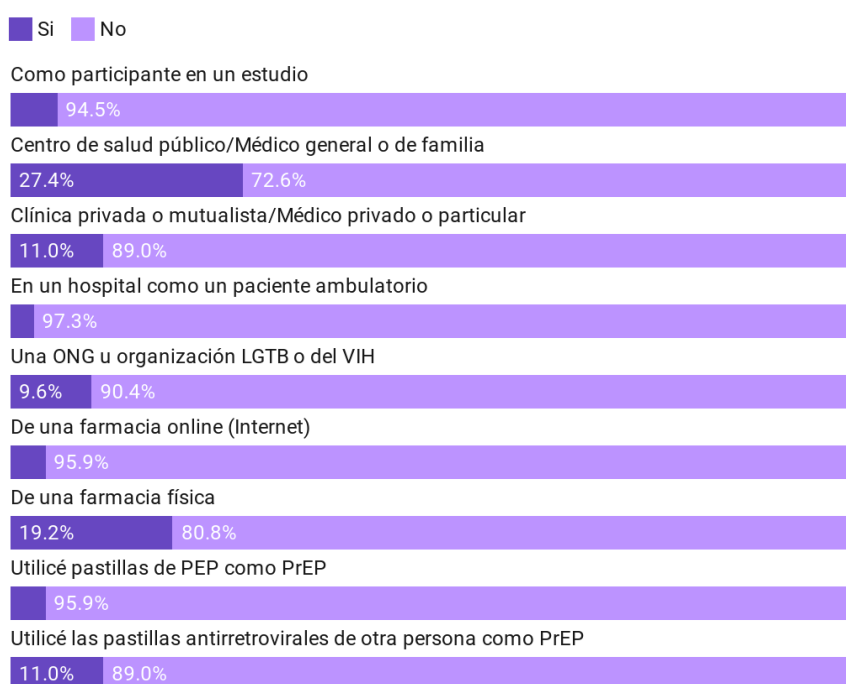 Si No
Como participante en un estudio
94.5%
Centro de salud público/Médico general o de familia
27.4% 72.6%
Clínica privada o mutualista/Médico privado o particular
11.0% 89.0%
En un hospital como un paciente ambulatorio
97.3%
Una ONG u organización LGTB o del VIH
9.6% 90.4%
De una farmacia online (Internet)
95.9%
De una farmacia física
19.2% 80.8%
Utilicé pastillas de PEP como PrEP
95.9%
Utilicé las pastillas antirretrovirales de otra persona como PrEP
11.0% 89.0%